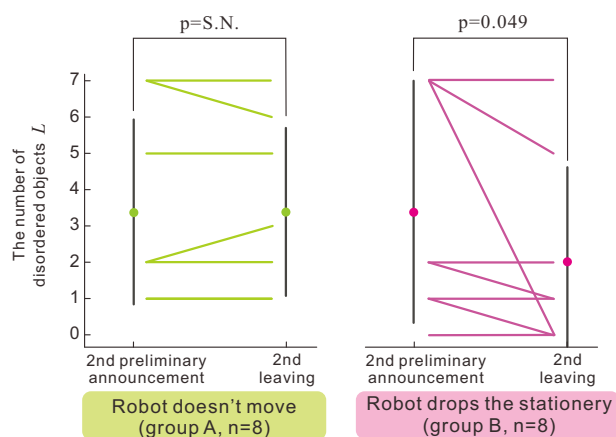 p=S.N.
p=0.049
The number of
disordered objects L
7
6
5
4
3
2
1
0
2nd preliminary
announcement
2nd
leaving
2nd preliminary
announcement
2nd
leaving
Robot doesn't move
(group A, n=8)
Robot drops the stationery
(group B, n=8)